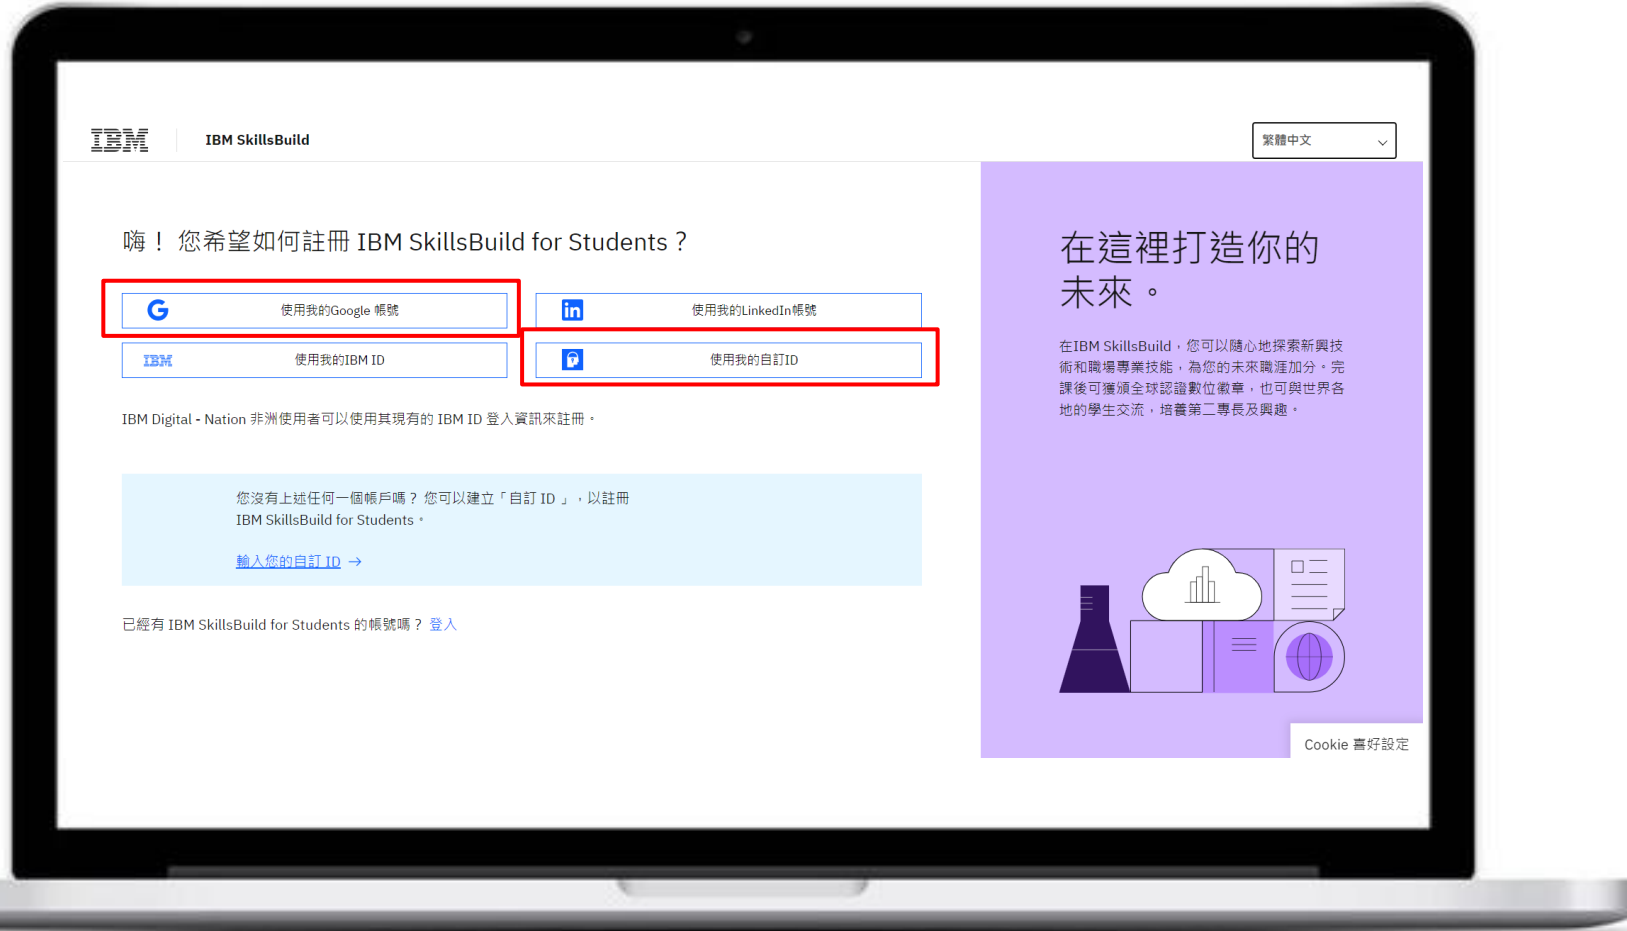 IBM
IBM SkillsBuild
繁體中文
嗨！ 您希望如何註冊 IBM SkillsBuild for Students？
G
使用我的Google 帳號
in
使用我的LinkedIn帳號
IBM
使用我的IBM ID
使用我的自訂ID
IBM Digital - Nation 非洲使用者可以使用其現有的 IBM ID 登入資訊來註冊。
您沒有上述任何一個帳戶嗎？ 您可以建立「自訂 ID 」，以註冊
IBM SkillsBuild for Students。
輸入您的自訂 ID →
已經有 IBM SkillsBuild for Students 的帳號嗎？ 登入
在這裡打造你的
未來。
在IBM SkillsBuild，您可以隨心地探索新興技
術和職場專業技能，為您的未來職涯加分。完
課後可獲頒全球認證數位徽章，也可與世界各
地的學生交流，培養第二專長及興趣。
Cookie 喜好設定